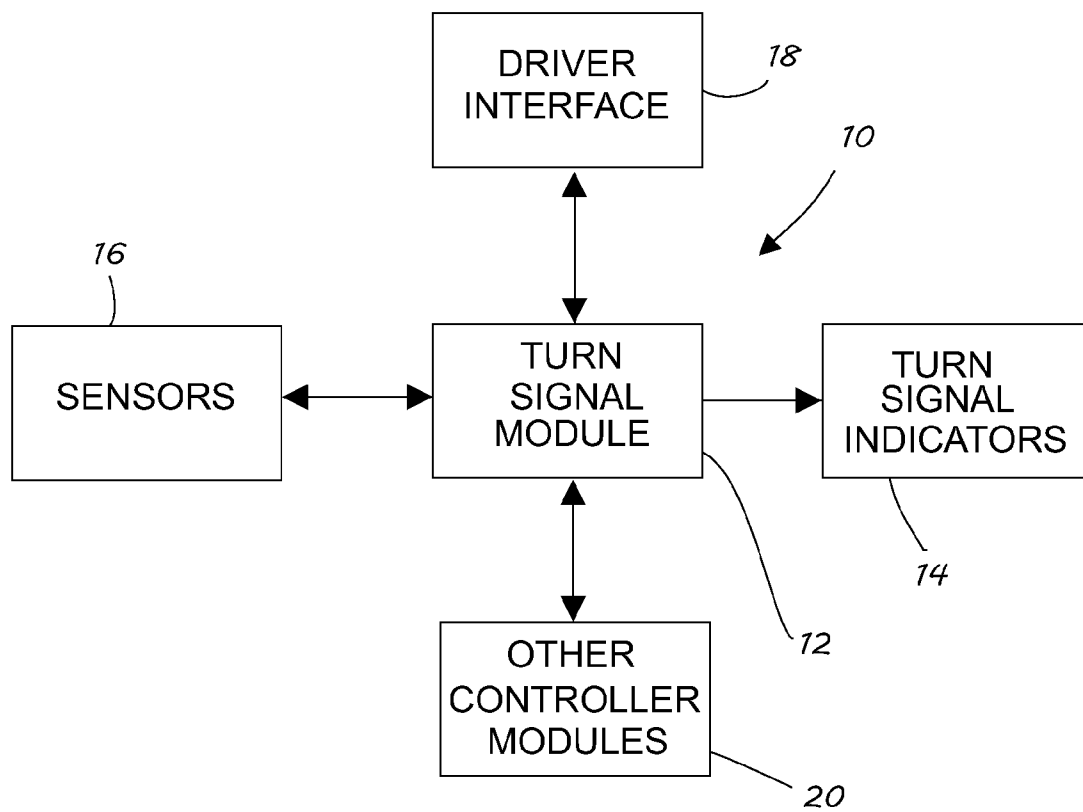 DRIVER
INTERFACE
18
10
16
SENSORS
TURN
SIGNAL
MODULE
TURN
SIGNAL
INDICATORS
14
12
OTHER
CONTROLLER
MODULES
20